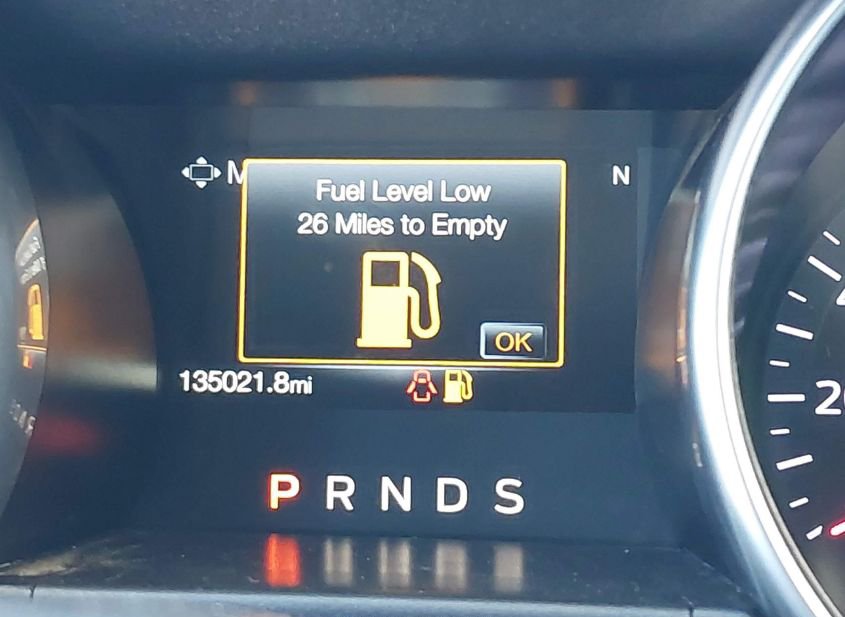 N
Fuel Level Low
26 Miles to Empty
OK
135021.8mi
P R N D S